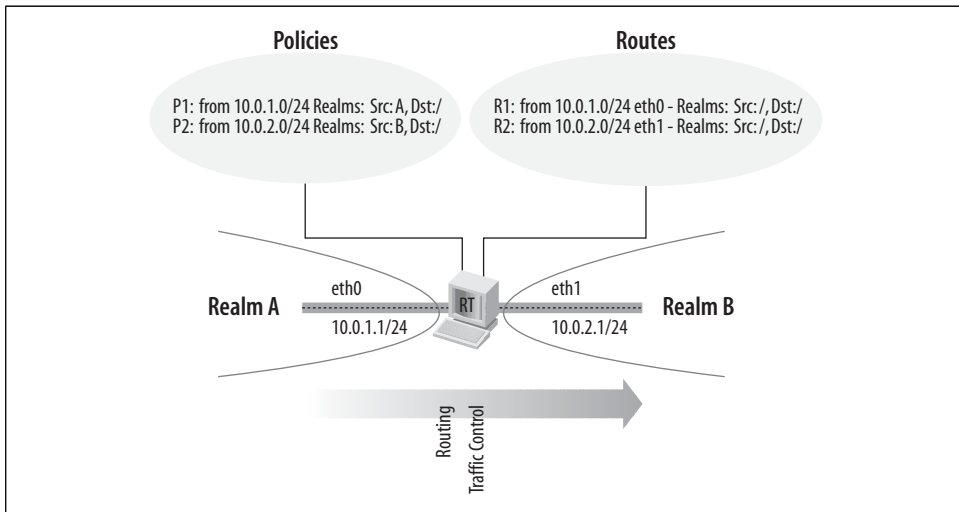 Policies
Routes
P1: from 10.0.1.0/24 Realms: Src: A, Dst:/
P2: from 10.0.2.0/24 Realms: Src: B, Dst:/
R1: from 10.0.1.0/24 eth0 - Realms: Src: /, Dst:/
R2: from 10.0.2.0/24 eth1 - Realms: Src: /, Dst:/
Realm A
eth0
10.0.1.1/24
RT
eth1
10.0.2.1/24
Realm B
Routing
Traffic Control